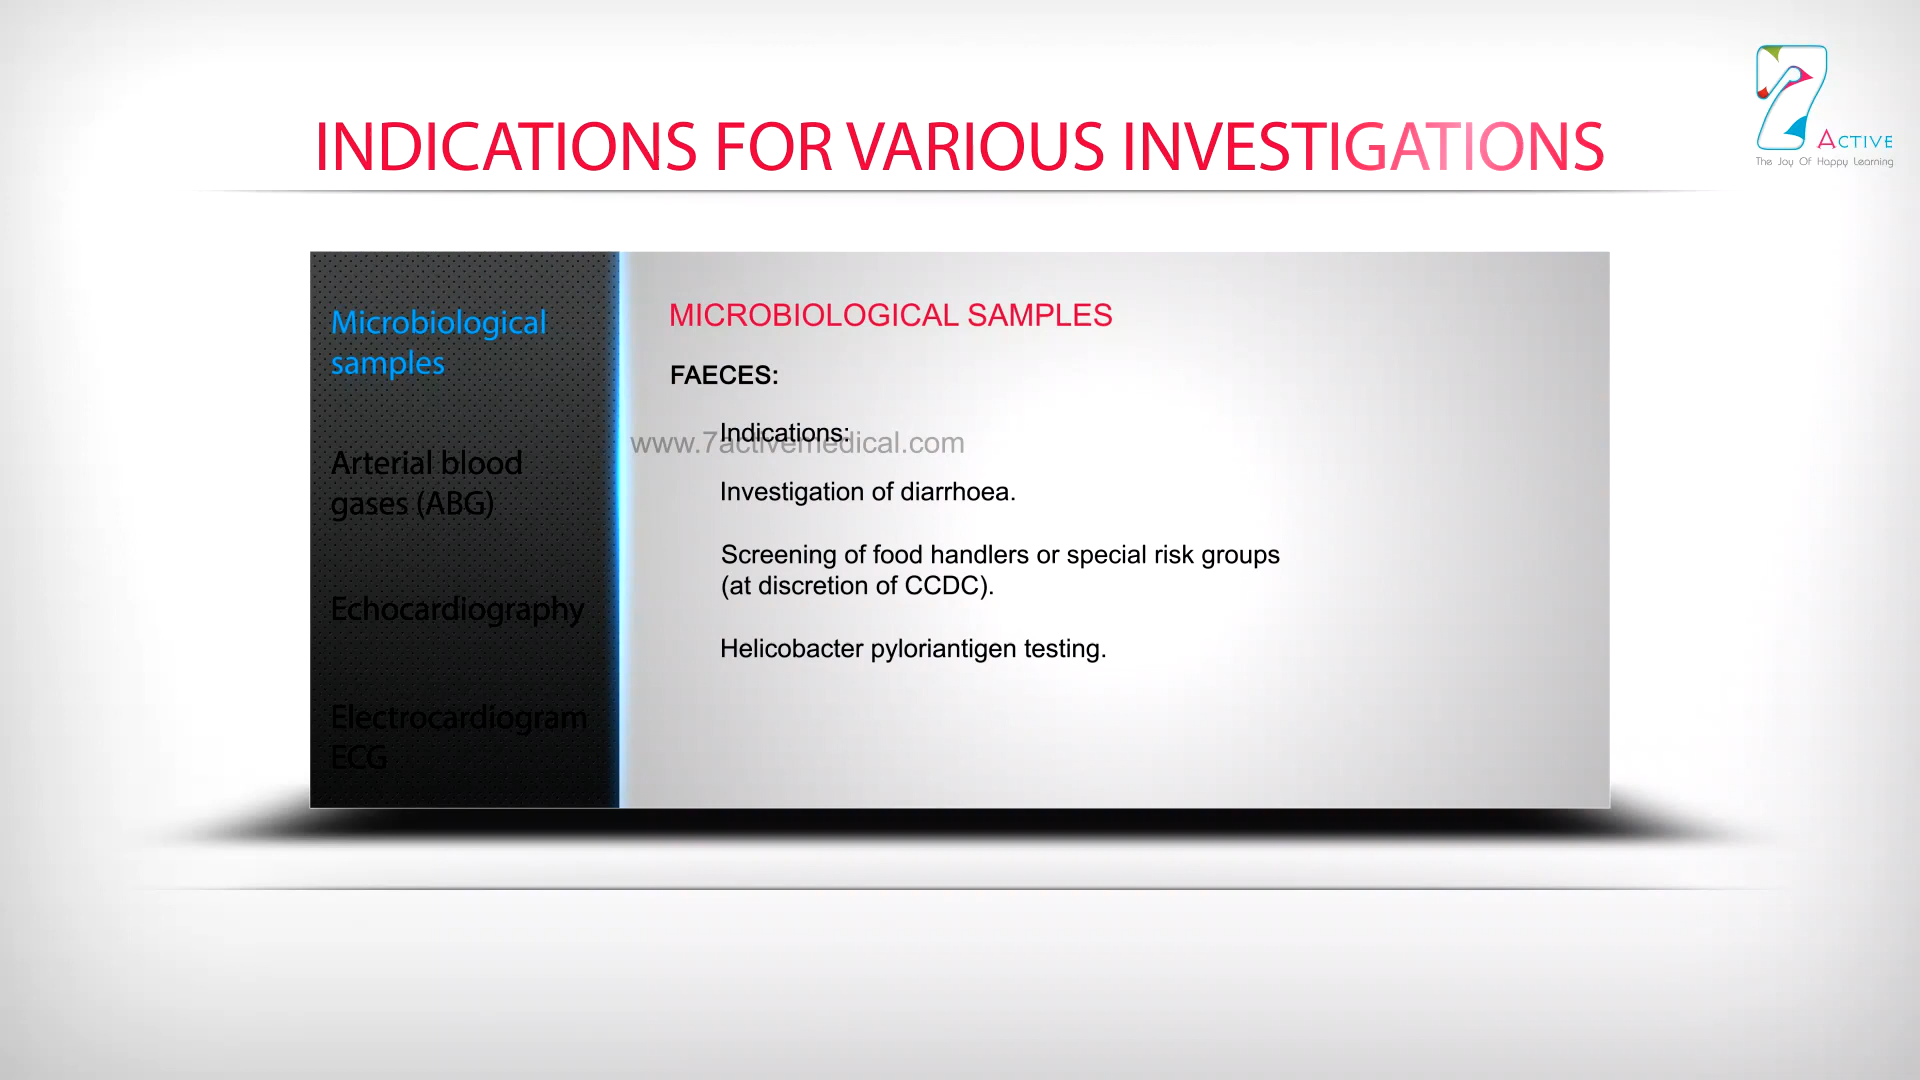 INDICATIONS FOR VARIOUS INVESTIGATIONS
7 ACTIVE
The Joy Of Happy Learning
Microbiological
samples
Arterial blood
gases (ABG)
Echocardiography
Electrocardiogram
ECG
MICROBIOLOGICAL SAMPLES
FAECES:
Indications:
www.7activemedical.com
Investigation of diarrhoea.
Screening of food handlers or special risk groups
(at discretion of CCDC).
Helicobacter pyloriantigen testing.